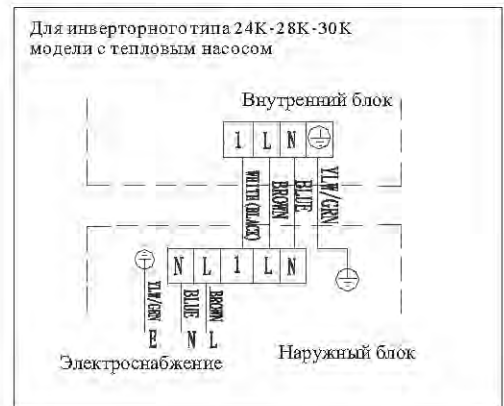 Для инверторного типа 24K-28K-30K
модели с тепловым насосом
Внутренний блок
1 L N
WHITE(BLACK)
BROWN
BLUE
YLW/GRN
N L 1 L N
YLW/GRN
BLUE
BROWN
E N L
Электроснабжение
Наружный блок